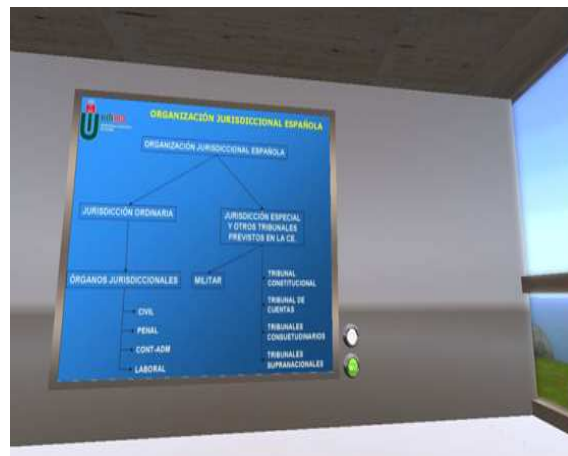 ORGANIZACIÓN JURISDICCIONAL ESPAÑOLA
ORGANIZACIÓN JURISDICCIONAL ESPAÑOLA
JURISDICCIÓN ORDINARIA
JURISDICCIÓN ESPECIAL
Y OTROS TRIBUNALES
PREVISTOS EN LA CE.
ÓRGANOS JURISDICCIONALES
MILITAR
TRIBUNAL
CONSTITUCIONAL
TRIBUNAL DE
CUENTAS
TRIBUNALES
CONSUETUDINARIOS
TRIBUNALES
SUPRANACIONALES
CIVIL
PENAL
CONT-ADM
LABORAL